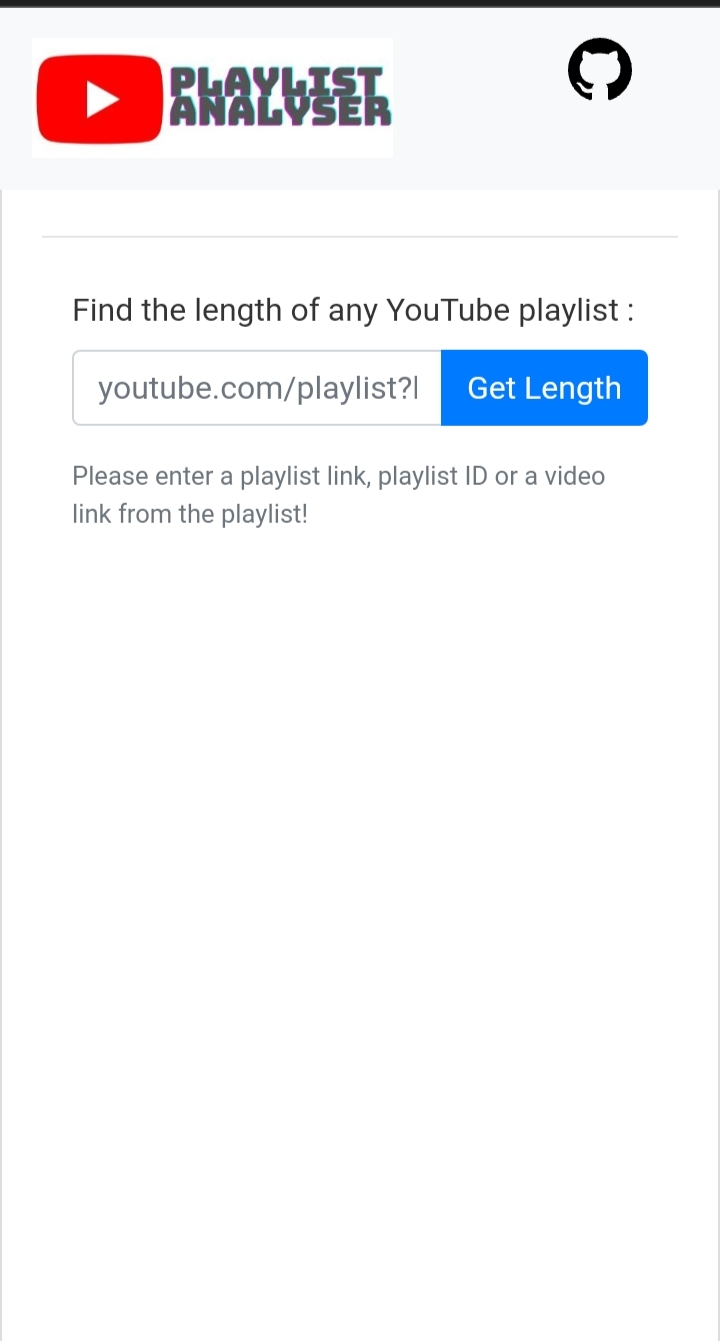 PLAYLIST
ANALYSER
Find the length of any YouTube playlist :
youtube.com/playlist?l
Get Length
Please enter a playlist link, playlist ID or a video
link from the playlist!